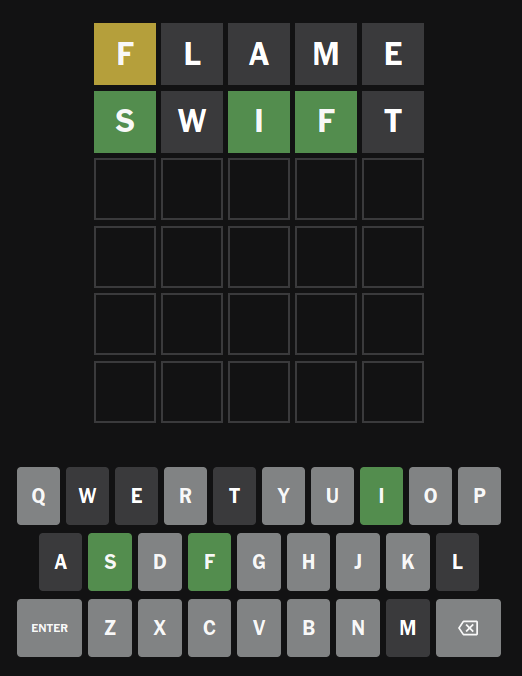 F L A M E
S W I F T
Q W E R T Y U I O P
A S D F G H J K L
ENTER Z X C V B N M